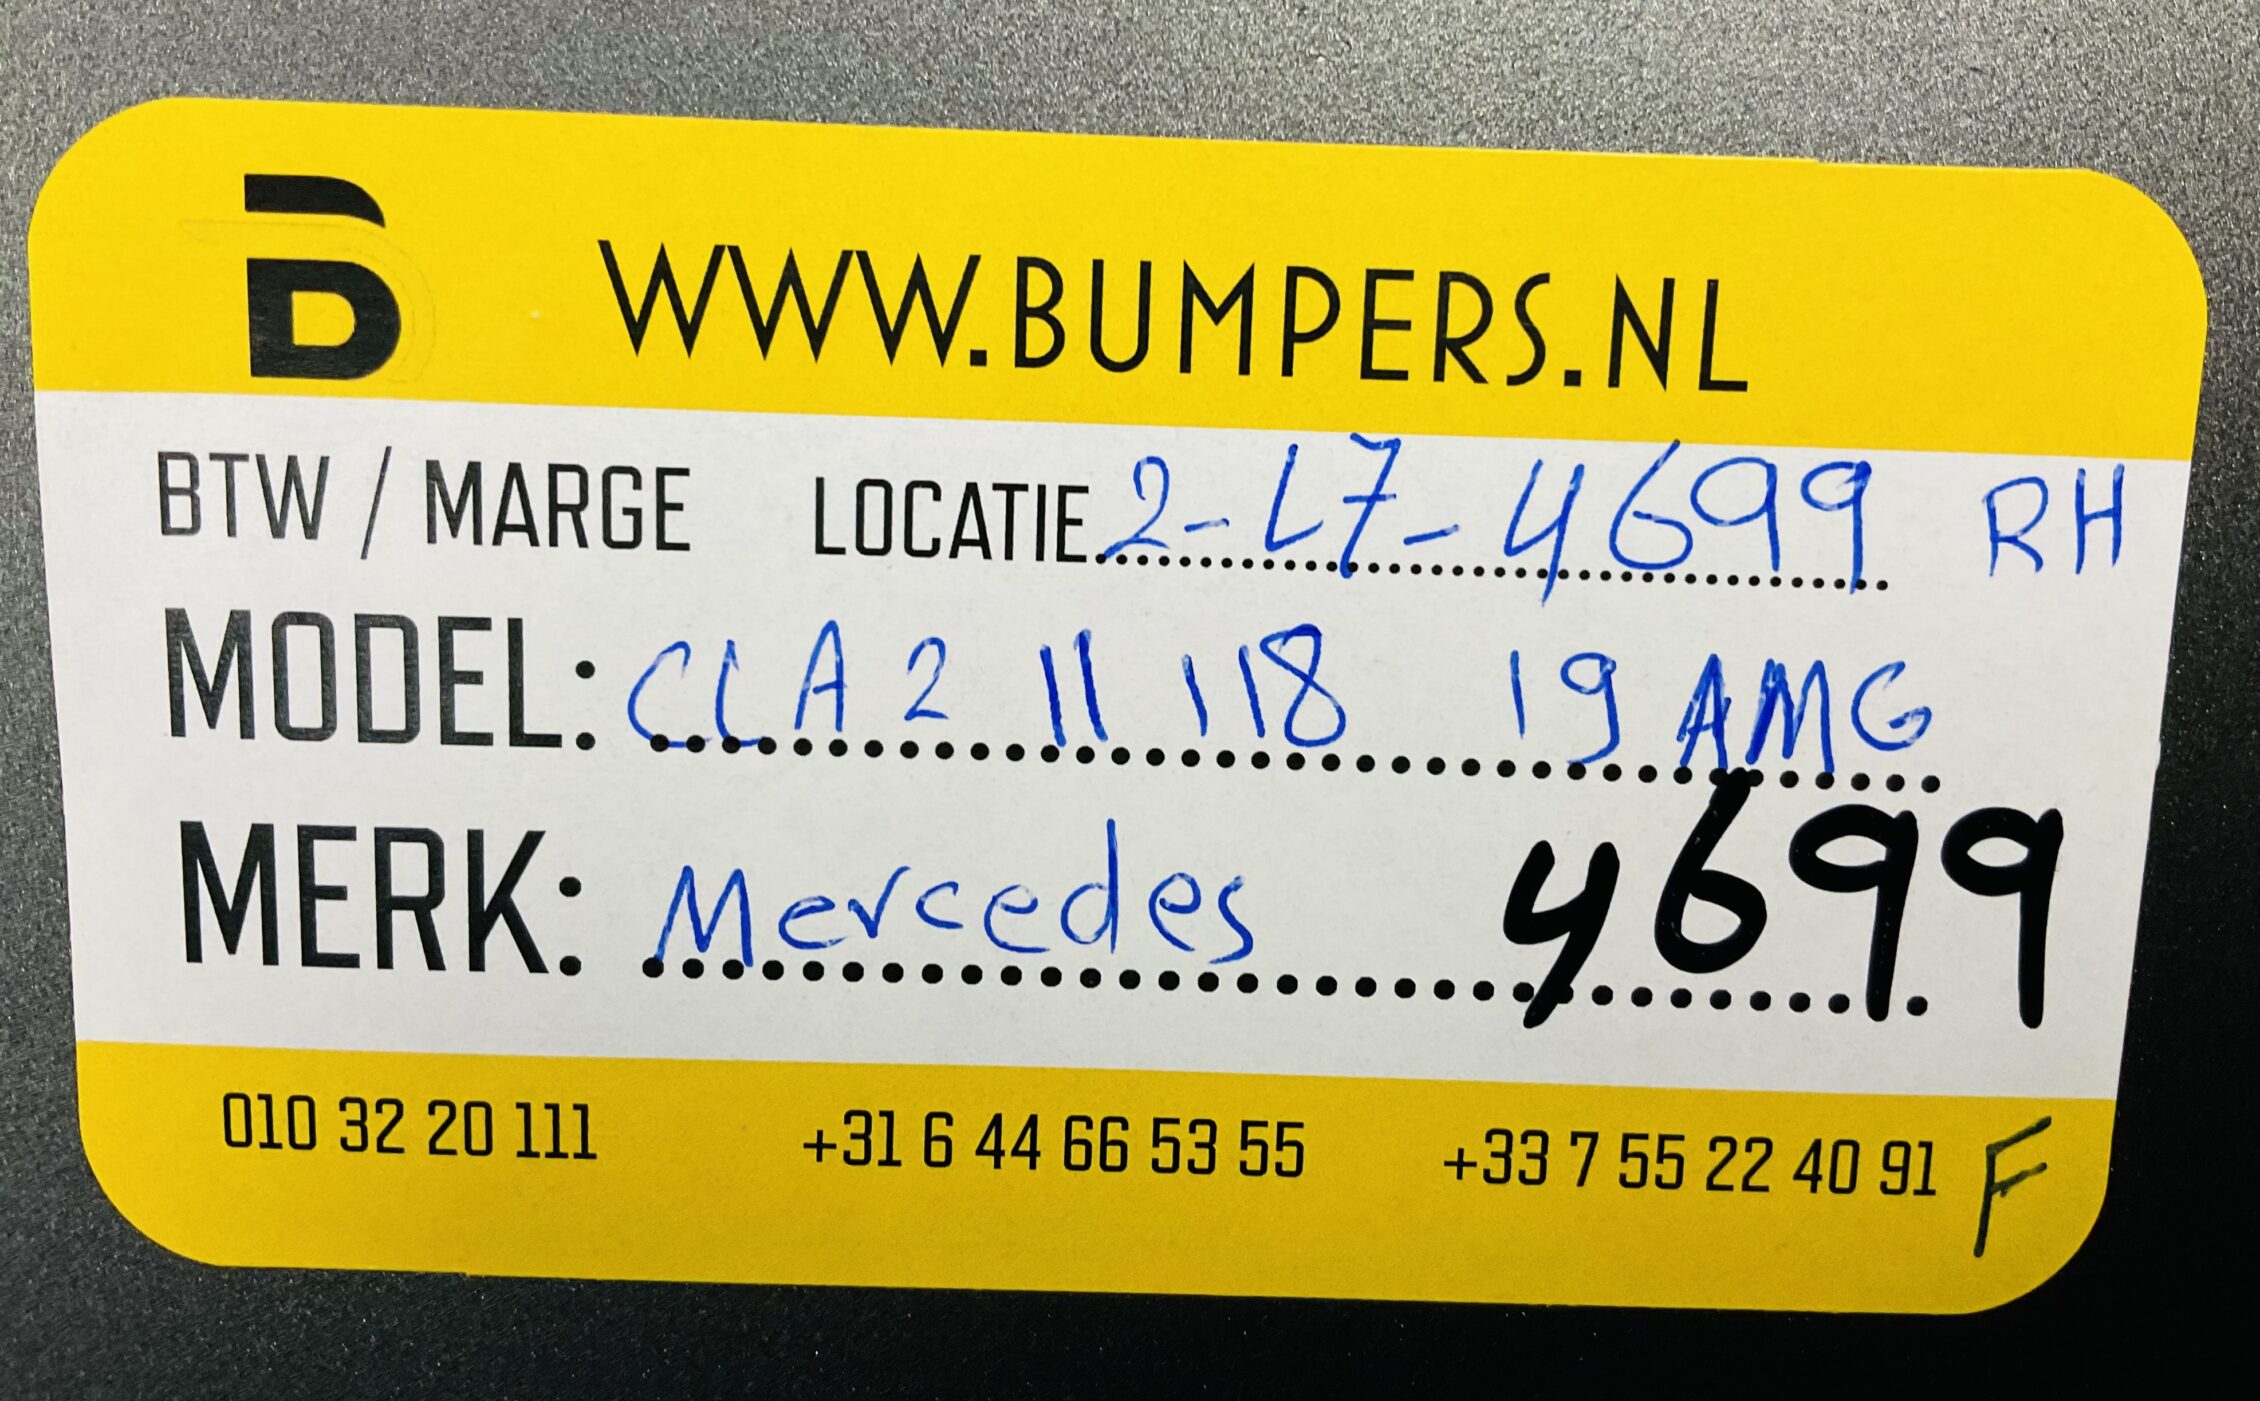 B WWW.BUMPERS.NL
BTW / MARGE LOCATIE 2-L7-4699 RH
MODEL: CLA 2 II 118 19 AMG
MERK: Mercedes 4699
010 32 20 111 +31 6 44 66 53 55 +33 7 55 22 40 91 F